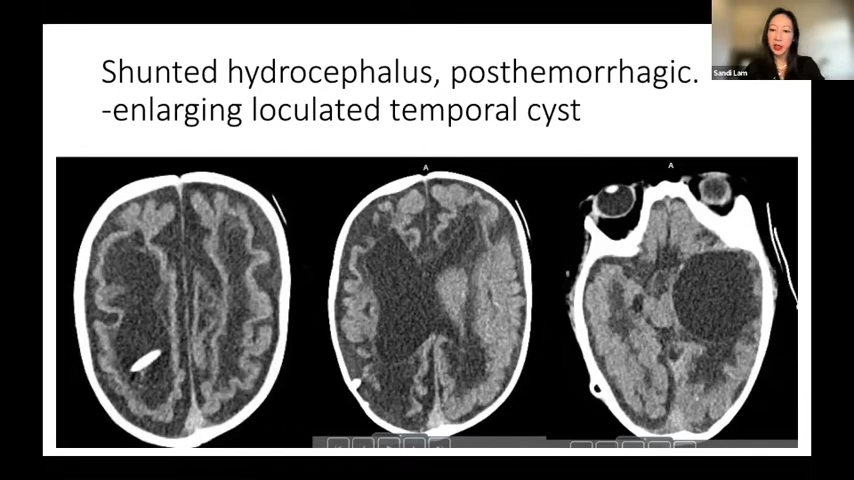 Shunted hydrocephalus, posthemorrhagic.
-enlarging loculated temporal cyst
Sandi Lam
A
A